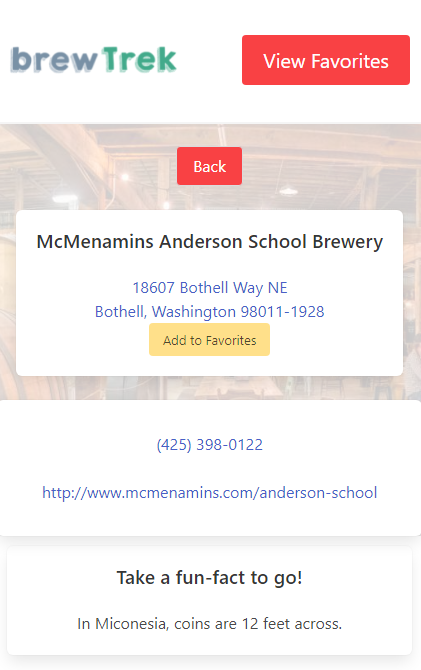 brewTrek
View Favorites
Back
McMenamins Anderson School Brewery
18607 Bothell Way NE
Bothell, Washington 98011-1928
Add to Favorites
(425) 398-0122
http://www.mcmenamins.com/anderson-school
Take a fun-fact to go!
In Miconesia, coins are 12 feet across.